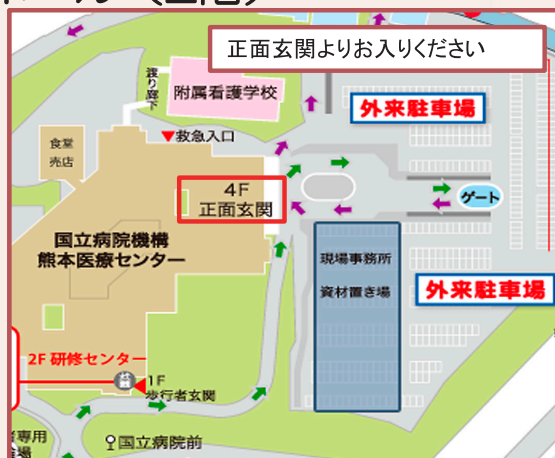 正面玄関よりお入りください
渡り廊下
附属看護学校
外来駐車場
救急入口
食堂
売店
4F
正面玄関
ゲート
国立病院機構
熊本医療センター
現場事務所
資材置き場
外来駐車場
2F 研修センター
1F
歩行者玄関
国立病院前
専用
場